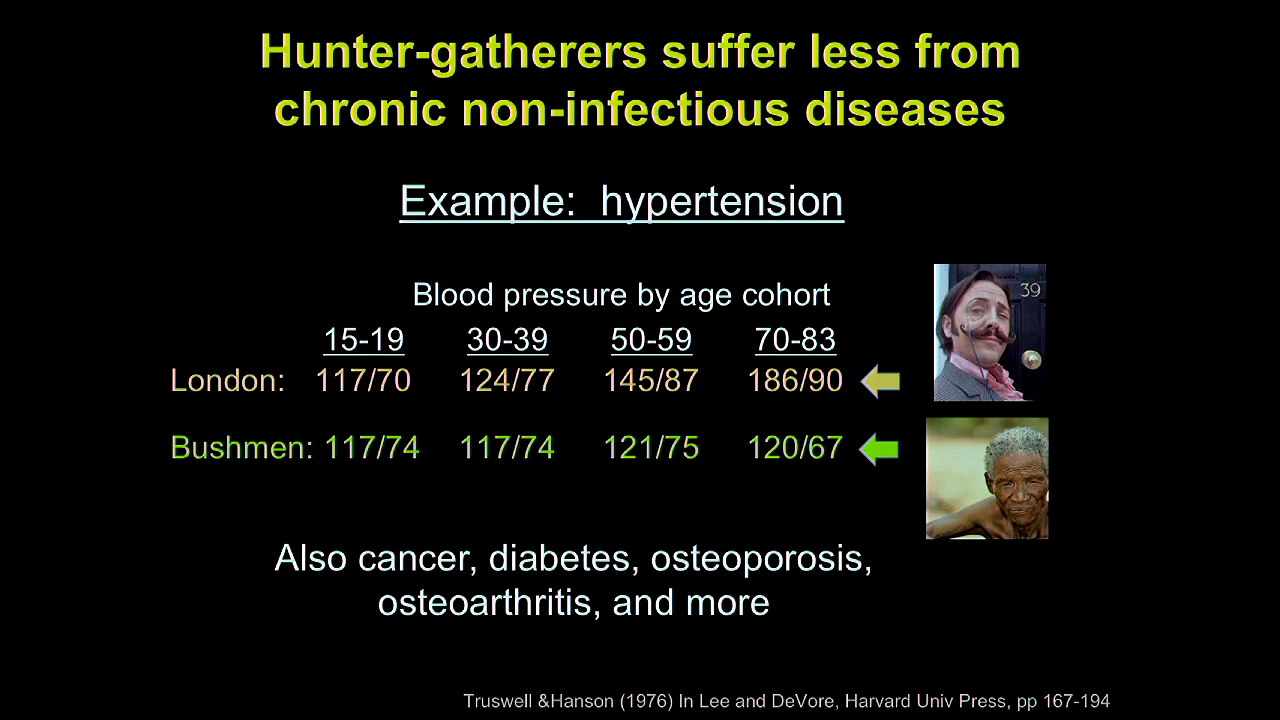 Hunter-gatherers suffer less from
chronic non-infectious diseases
Example: hypertension
Blood pressure by age cohort
15-19 30-39 50-59 70-83
London: 117/70 124/77 145/87 186/90
39
Bushmen: 117/74 117/74 121/75 120/67
Also cancer, diabetes, osteoporosis,
osteoarthritis, and more
Truswell &Hanson (1976) In Lee and DeVore, Harvard Univ Press, pp 167-194